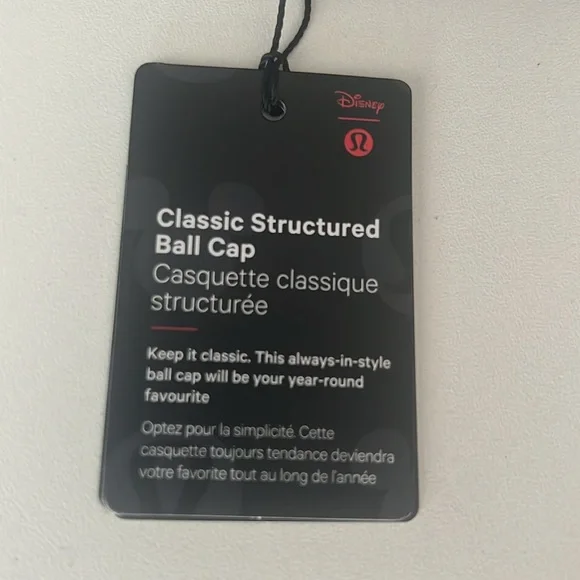 Disney
Classic Structured
Ball Cap
Casquette classique
structurée
Keep it classic. This always-in-style
ball cap will be your year-round
favourite
Optez pour la simplicité. Cette
casquette toujours tendance deviendra
votre favorite tout au long de l'année